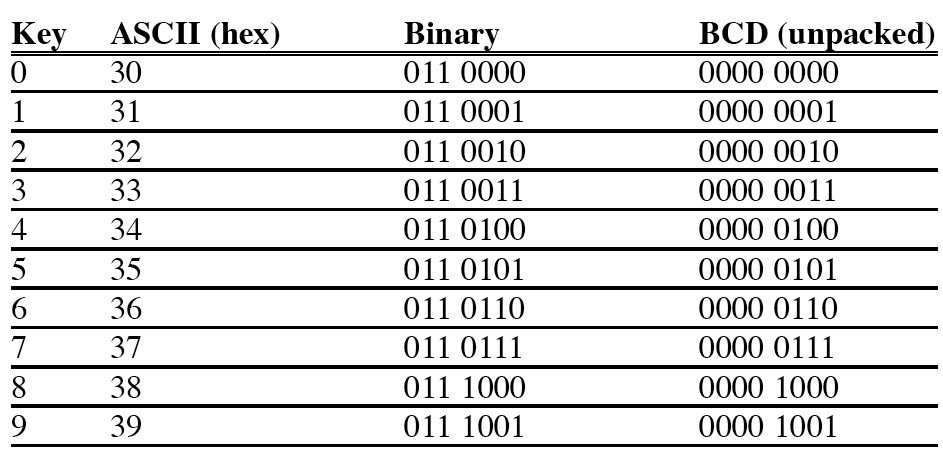 Key ASCII (hex) Binary BCD (unpacked)
0 30 011 0000 0000 0000
1 31 011 0001 0000 0001
2 32 011 0010 0000 0010
3 33 011 0011 0000 0011
4 34 011 0100 0000 0100
5 35 011 0101 0000 0101
6 36 011 0110 0000 0110
7 37 011 0111 0000 0111
8 38 011 1000 0000 1000
9 39 011 1001 0000 1001